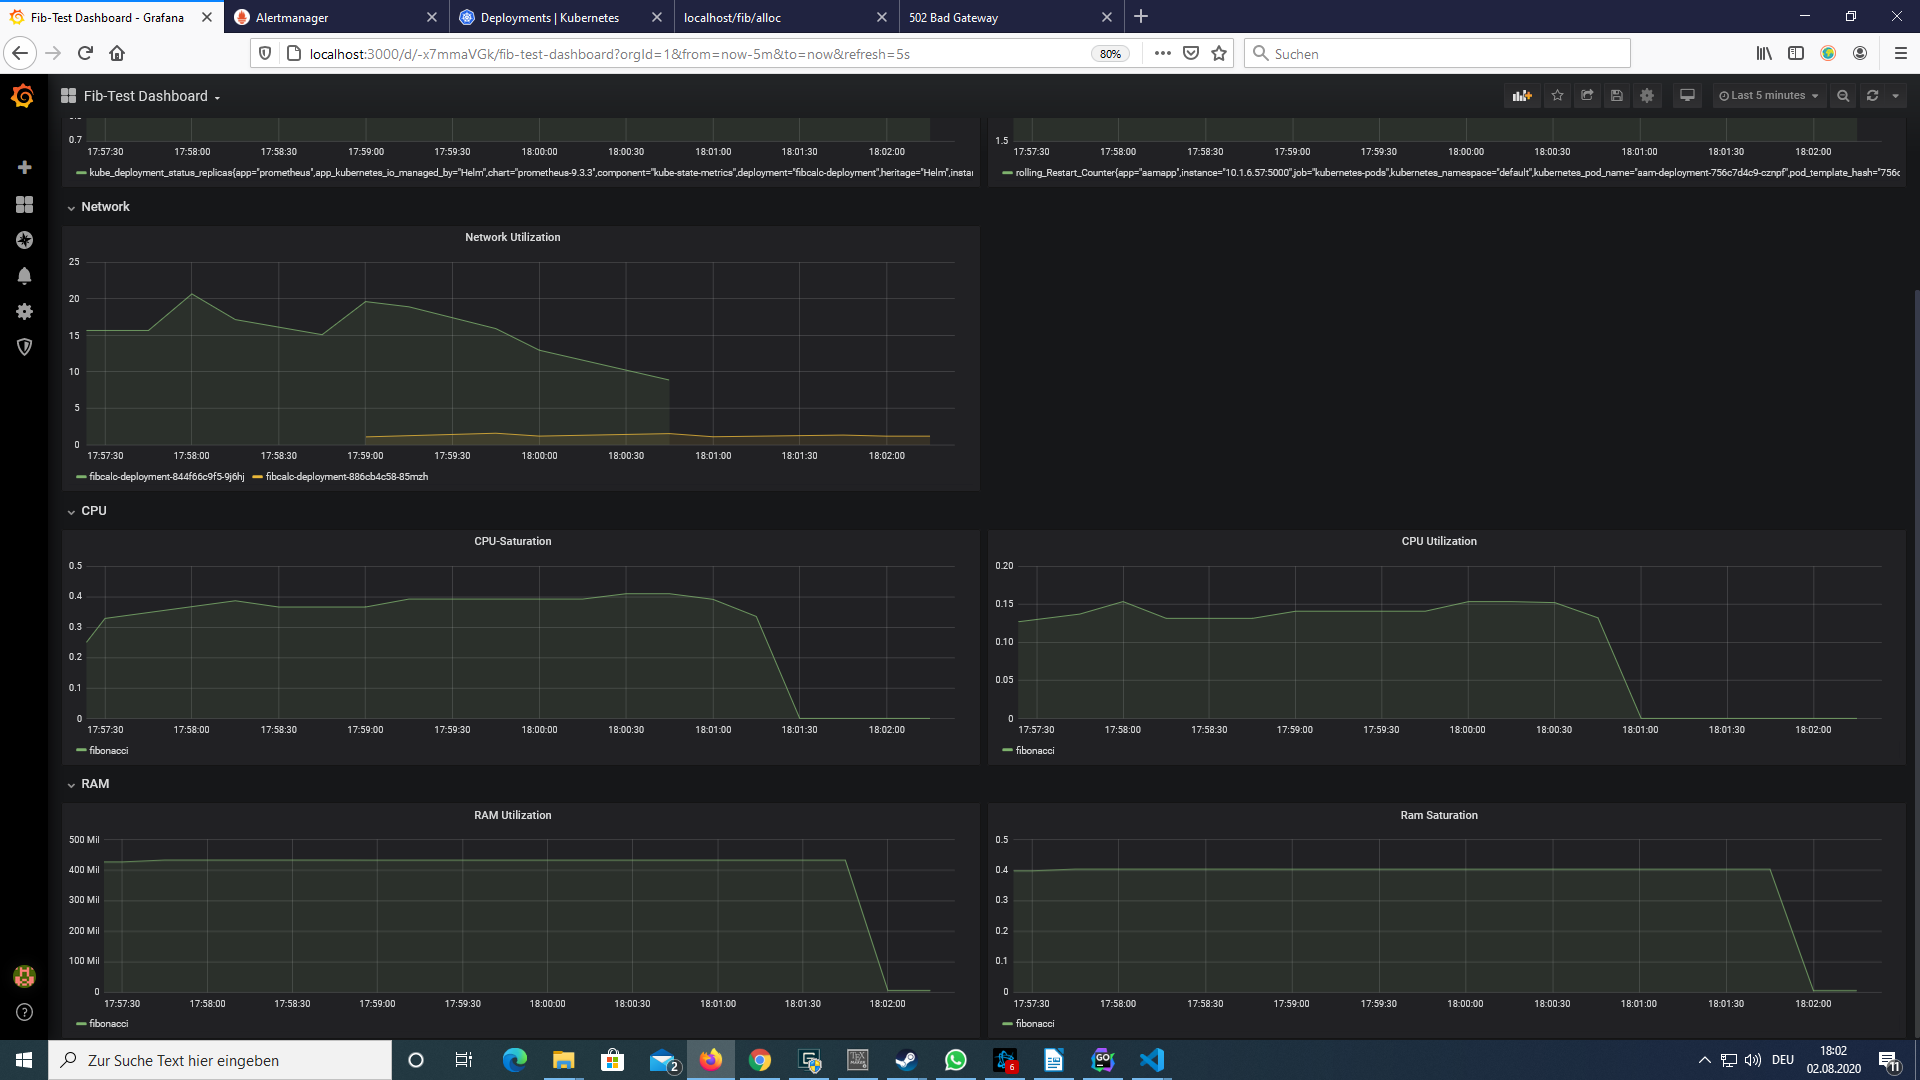 Fib-Test Dashboard - Grafana
Alertmanager
Deployments | Kubernetes
localhost/fib/alloc
502 Bad Gateway
localhost:3000/d/-x7mmaVGk/fib-test-dashboard?orgId=1&from=now-5m&to=now&refresh=5s
80%
Suchen
Fib-Test Dashboard
Last 5 minutes
0.7
17:57:30 17:58:00 17:58:30 17:59:00 17:59:30 18:00:00 18:00:30 18:01:00 18:01:30 18:02:00
kube_deployment_status_replicas{app="prometheus",app_kubernetes_io_managed_by="Helm",chart="prometheus-9.3.3",component="kube-state-metrics",deployment="fibcalc-deployment",heritage="Helm",instan
1.5
17:57:30 17:58:00 17:58:30 17:59:00 17:59:30 18:00:00 18:00:30 18:01:00 18:01:30 18:02:00
rolling_Restart_Counter{app="aamapp",instance="10.1.6.57:5000",job="kubernetes-pods",kubernetes_namespace="default",kubernetes_pod_name="aam-deployment-756c7d4c9-cznpf",pod_template_hash="756c
Network
Network Utilization
25
20
15
10
5
0
17:57:30 17:58:00 17:58:30 17:59:00 17:59:30 18:00:00 18:00:30 18:01:00 18:01:30 18:02:00
fibcalc-deployment-844f66c9f5-9j6hj fibcalc-deployment-886cb4c58-85mzh
CPU
CPU-Saturation
0.5
0.4
0.3
0.2
0.1
0
17:57:30 17:58:00 17:58:30 17:59:00 17:59:30 18:00:00 18:00:30 18:01:00 18:01:30 18:02:00
fibonacci
CPU Utilization
0.20
0.15
0.10
0.05
0
17:57:30 17:58:00 17:58:30 17:59:00 17:59:30 18:00:00 18:00:30 18:01:00 18:01:30 18:02:00
fibonacci
RAM
RAM Utilization
500 Mil
400 Mil
300 Mil
200 Mil
100 Mil
0
17:57:30 17:58:00 17:58:30 17:59:00 17:59:30 18:00:00 18:00:30 18:01:00 18:01:30 18:02:00
fibonacci
Ram Saturation
0.5
0.4
0.3
0.2
0.1
0
17:57:30 17:58:00 17:58:30 17:59:00 17:59:30 18:00:00 18:00:30 18:01:00 18:01:30 18:02:00
fibonacci
Zur Suche Text hier eingeben
2
6
GO
DEU
18:02
02.08.2020
11